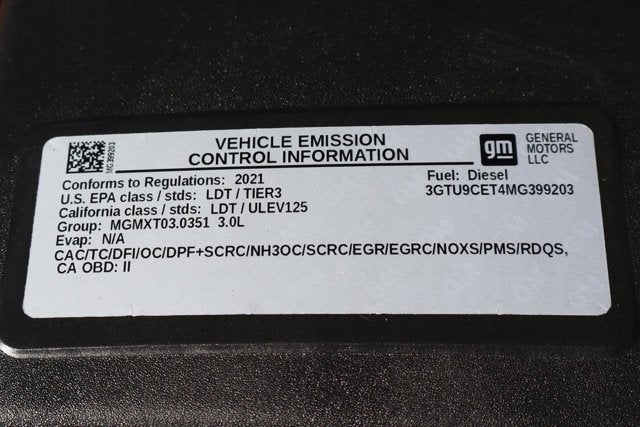 VEHICLE EMISSION
CONTROL INFORMATION
MG399203
gm
GENERAL
MOTORS
LLC
Conforms to Regulations: 2021
Fuel: Diesel
U.S. EPA class / stds: LDT / TIER3
3GTU9CET4MG399203
California class / stds: LDT / ULEV125
Group: MGMXT03.0351 3.0L
Evap: N/A
CAC/TC/DFI/OC/DPF+SCRC/NH3OC/SCRC/EGR/EGRC/NOXS/PMS/RDQS,
CA OBD: II